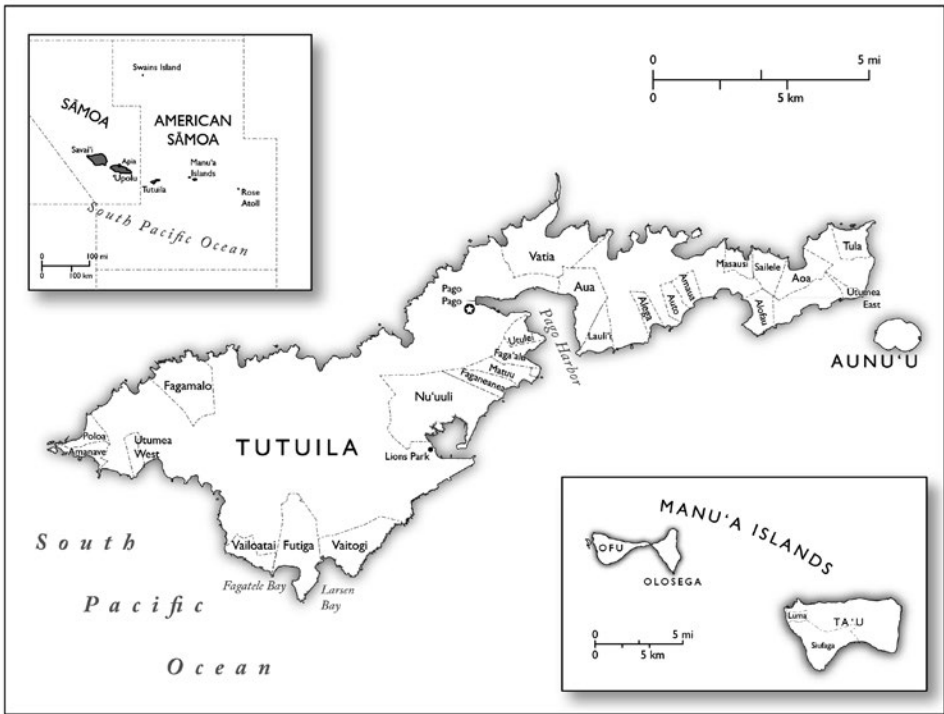 Swains Island
SĀMOA
AMERICAN
SĀMOA
Savai'i
Apia
Upolu
Manu'a
Islands
Tutuila
Rose
Atoll
South Pacific Ocean
0 100 mi
0 100 km
0 5 mi
0 5 km
Vatia
Tula
Masausi
Sailele
Aoa
Aua
Amaua
Auto
Alega
Utumea
East
Alofau
Pago
Pago
Lauli'i
Pago Harbor
Utulei
Faga'alu
Matuu
Faganeanea
AUNU'U
Fagamalo
Nu'uuli
Poloa
Amanave
Utumea
West
TUTUILA
Lions Park
Vailoatai
Futiga
Vaitogi
Fagatele Bay
Larsen
Bay
South
Pacific
Ocean
MANU'A ISLANDS
OFU
OLOSEGA
Luma
TA'U
Siufaga
0 5 mi
0 5 km